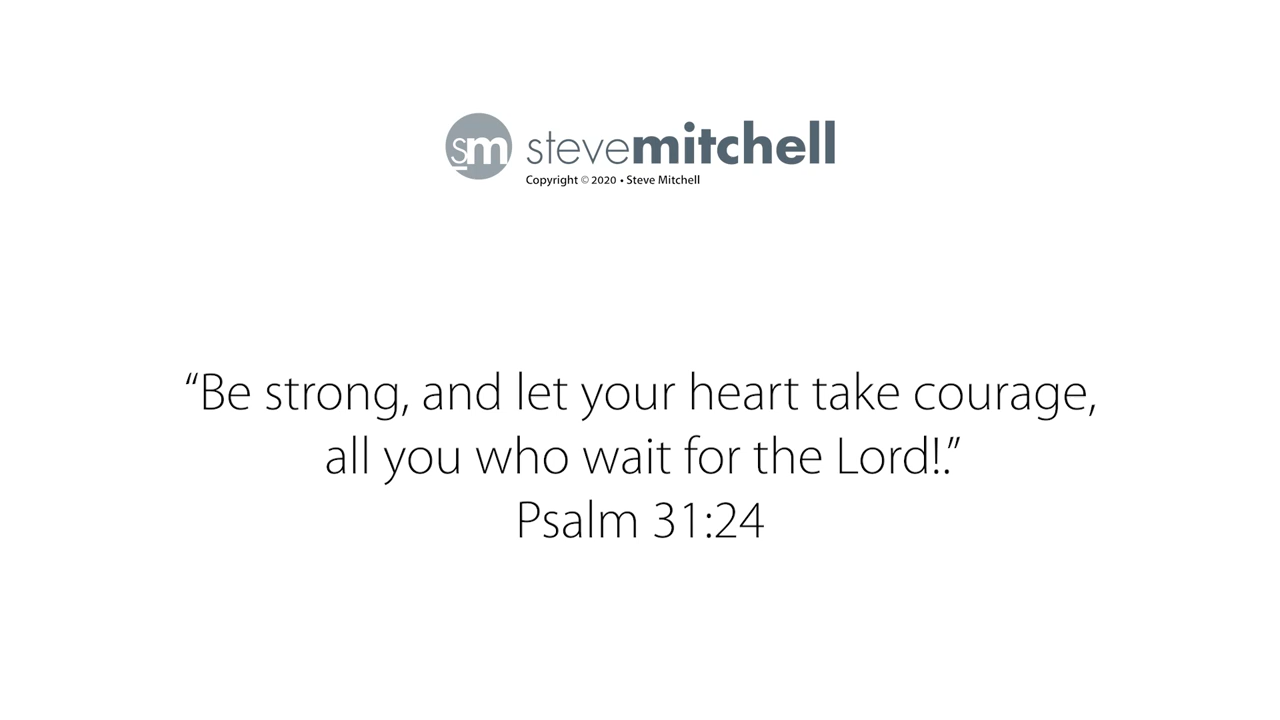 sm stevemitchell
Copyright © 2020 • Steve Mitchell
“Be strong, and let your heart take courage,
all you who wait for the Lord!.”
Psalm 31:24